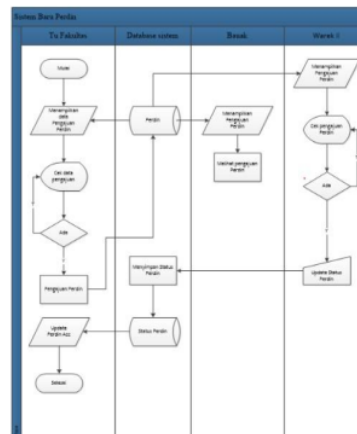 Sistem Baru Perdin
Tu Fakultas
Database sistem
Benak
Warek II
Mulai
Menampilkan
data
Pengajuan
Perdin
Perdin
Menampilkan
Pengajuan
Perdin
Menampilkan
Pengajuan
Perdin
Cek data
pengajuan
Melihat pengajuan
Perdin
Cek pengajuan
Perdin
Ada
Ada
Pengajuan Perdin
Menyimpan Status
Perdin
Update Status
Perdin
Update
Perdin Acc
Status Perdin
Selesai